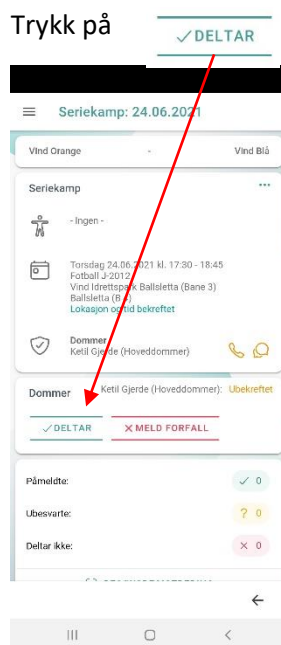 Trykk på
✓DELTAR
Seriekamp: 24.06.2021
Vind Orange - Vind Blå
Seriekamp
- Ingen -
Torsdag 24.06.2021 kl. 17:30 - 18:45
Fotball J-2012
Vind Idrettspark Ballsletta (Bane 3)
Ballsletta (B
Lokasjon og tid bekreftet
Dommer
Ketil Gjerde (Hoveddommer)
Dommer
Ketil Gjerde (Hoveddommer): Ubekreftet
✓DELTAR
✕MELD FORFALL
Påmeldte: ✓ 0
Ubesvarte: ? 0
Deltar ikke: ✕ 0